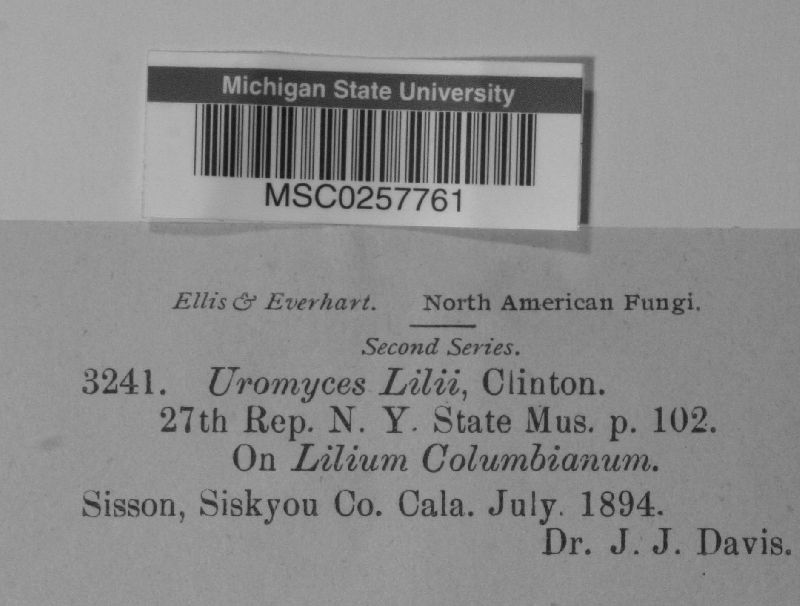 Michigan State University
MSC0257761
Ellis & Everhart. North American Fungi.
Second Series.
3241. Uromyces Lilii, Clinton.
27th Rep. N. Y. State Mus. p. 102.
On Lilium Columbianum.
Sisson, Siskyou Co. Cala. July. 1894.
Dr. J. J. Davis.